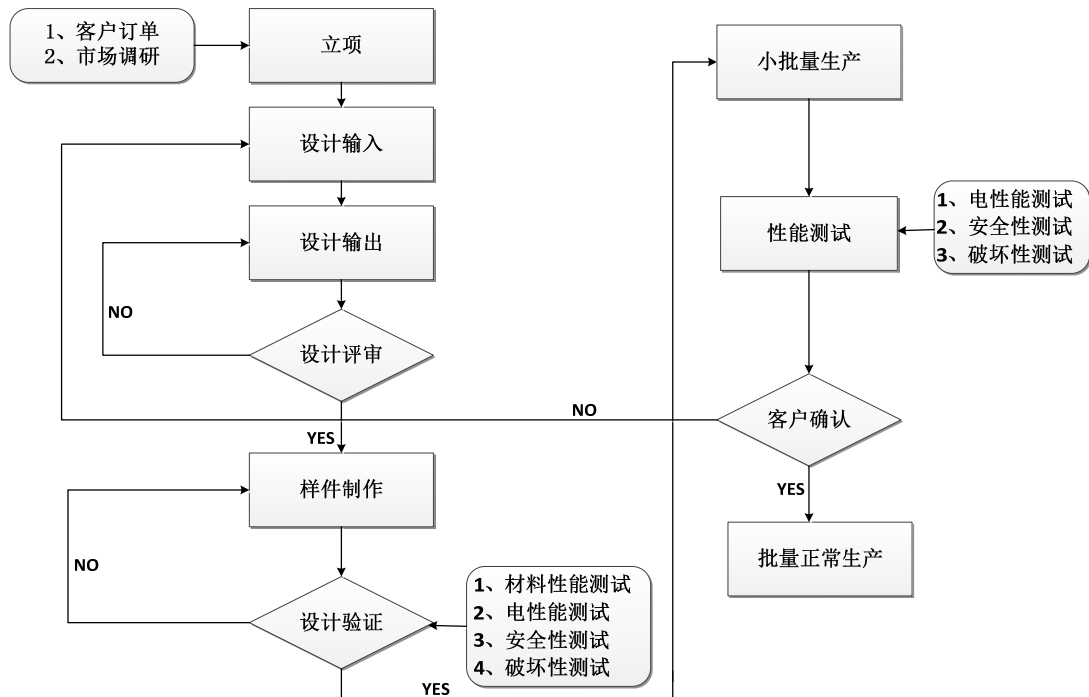 1、客户订单
2、市场调研
立项
设计输入
设计输出
NO
设计评审
YES
样件制作
NO
设计验证
1、材料性能测试
2、电性能测试
3、安全性测试
4、破坏性测试
YES
小批量生产
性能测试
1、电性能测试
2、安全性测试
3、破坏性测试
NO
客户确认
YES
批量正常生产